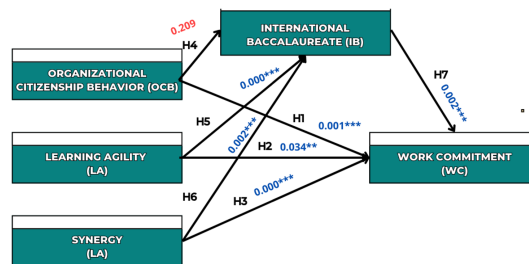 0.209
INTERNATIONAL
BACCALAUREATE (IB)
H4
ORGANIZATIONAL
CITIZENSHIP BEHAVIOR (OCB)
0.000***
H7
0.002***
H5
0.002***
H1
0.001***
LEARNING AGILITY
(LA)
H2
0.034**
WORK COMMITMENT
(WC)
H6
H3
0.000***
SYNERGY
(LA)